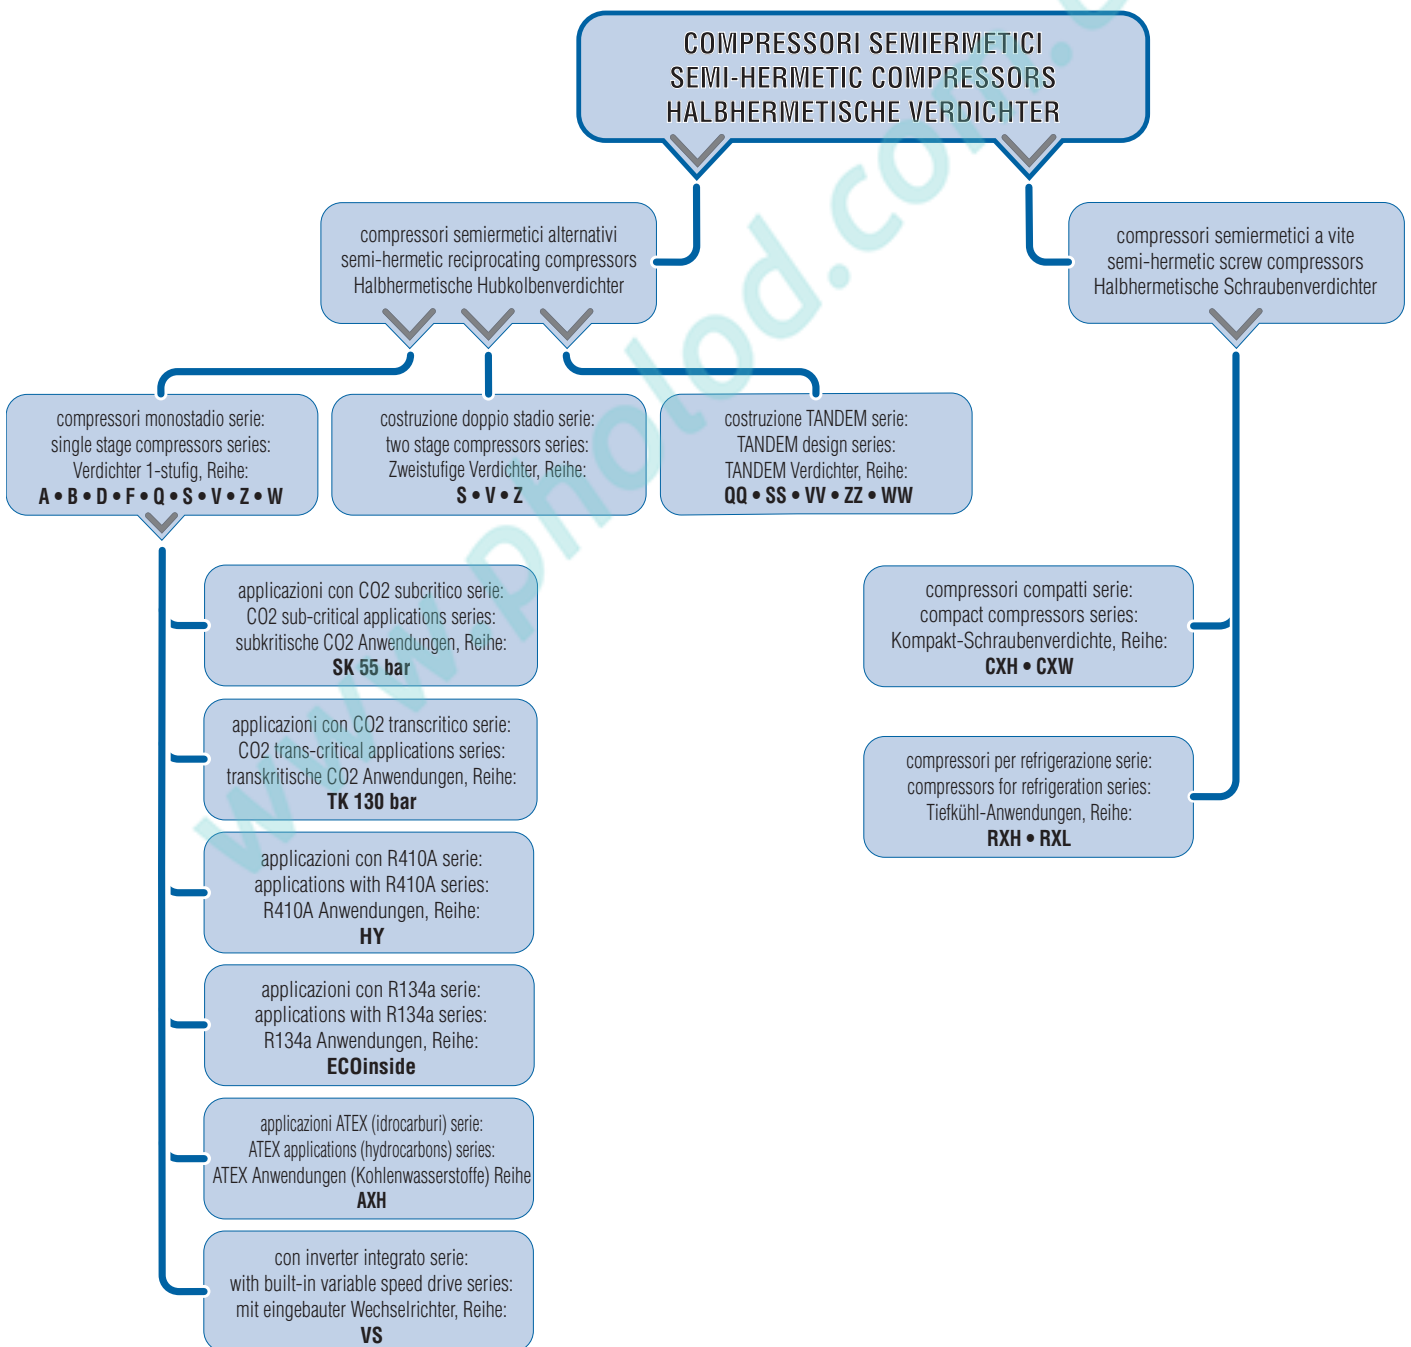 COMPRESSORI SEMIERMETICI
SEMI-HERMETIC COMPRESSORS
HALBHERMETISCHE VERDICHTER
compressori semiermetici alternativi
semi-hermetic reciprocating compressors
Halbhermetische Hubkolbenverdichter
compressori semiermetici a vite
semi-hermetic screw compressors
Halbhermetische Schraubenverdichter
compressori monostadio serie:
single stage compressors series:
Verdichter 1-stufig, Reihe:
A • B • D • F • Q • S • V • Z • W
costruzione doppio stadio serie:
two stage compressors series:
Zweistufige Verdichter, Reihe:
S • V • Z
costruzione TANDEM serie:
TANDEM design series:
TANDEM Verdichter, Reihe:
QQ • SS • VV • ZZ • WW
applicazioni con CO2 subcritico serie:
CO2 sub-critical applications series:
subkritische CO2 Anwendungen, Reihe:
SK 55 bar
applicazioni con CO2 transcritico serie:
CO2 trans-critical applications series:
transkritische CO2 Anwendungen, Reihe:
TK 130 bar
applicazioni con R410A serie:
applications with R410A series:
R410A Anwendungen, Reihe:
HY
applicazioni con R134a serie:
applications with R134a series:
R134a Anwendungen, Reihe:
ECOinside
applicazioni ATEX (idrocarburi) serie:
ATEX applications (hydrocarbons) series:
ATEX Anwendungen (Kohlenwasserstoffe) Reihe
AXH
con inverter integrato serie:
with built-in variable speed drive series:
mit eingebauter Wechselrichter, Reihe:
VS
compressori compatti serie:
compact compressors series:
Kompakt-Schraubenverdichte, Reihe:
CXH • CXW
compressori per refrigerazione serie:
compressors for refrigeration series:
Tiefkühl-Anwendungen, Reihe:
RXH • RXL
www.pholod.com